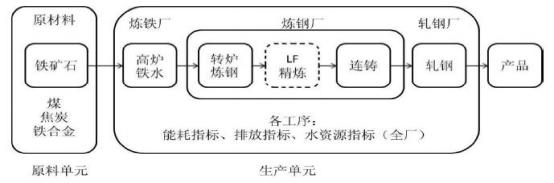 原材料
炼铁厂
炼钢厂
轧钢厂
铁矿石
高炉
铁水
转炉
炼钢
LF
精炼
连铸
轧钢
产品
煤
焦炭
铁合金
各工序：
能耗指标、排放指标、水资源指标（全厂）
原料单元
生产单元